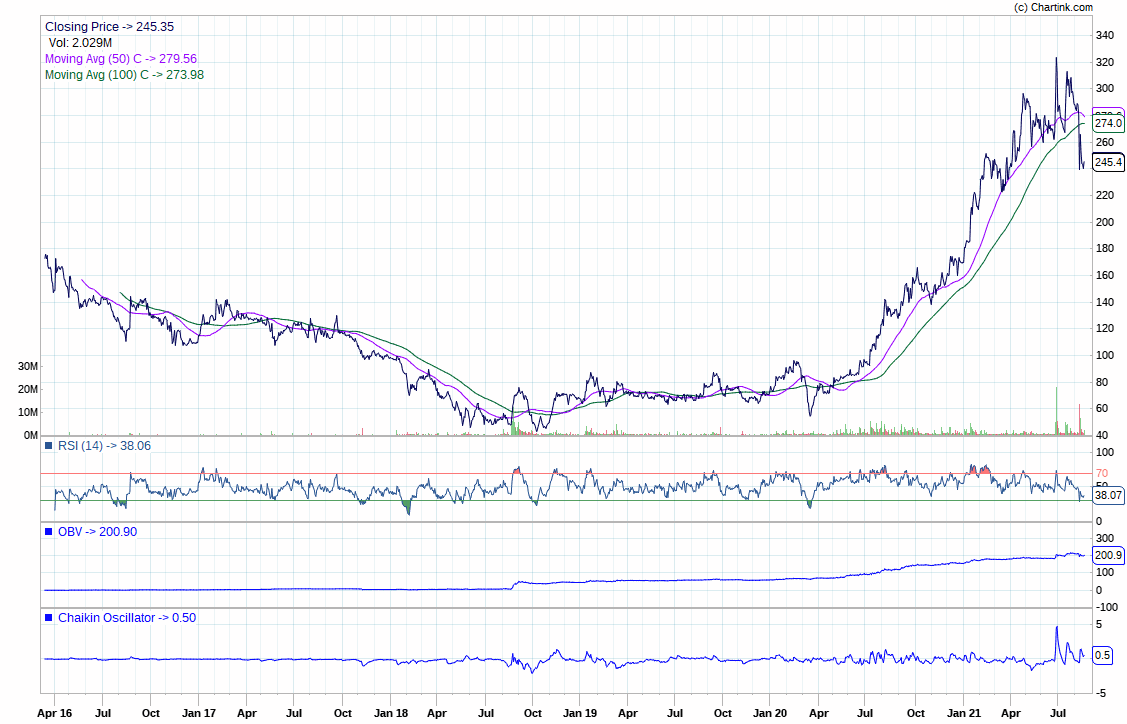 (c) Chartink.com
Closing Price -> 245.35
Vol: 2.029M
Moving Avg (50) C -> 279.56
Moving Avg (100) C -> 273.98
340
320
300
274.0
260
245.4
220
200
180
160
140
120
100
80
60
40
30M
20M
10M
0M
RSI (14) -> 38.06
100
70
50
38.07
0
OBV -> 200.90
300
200.9
100
0
-100
Chaikin Oscillator -> 0.50
5
0.5
-5
Apr 16 Jul Oct Jan 17 Apr Jul Oct Jan 18 Apr Jul Oct Jan 19 Apr Jul Oct Jan 20 Apr Jul Oct Jan 21 Apr Jul